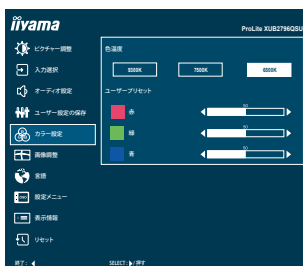 iiyama
ProLite XUB2796QSU
ピクチャー調整
入力選択
オーディオ設定
ユーザー設定の保存
カラー設定
画像調整
言語
設定メニュー
表示情報
リセット
色温度
9300K
7500K
6500K
ユーザープリセット
赤
50
緑
50
青
50
終了:
SELECT: /押す